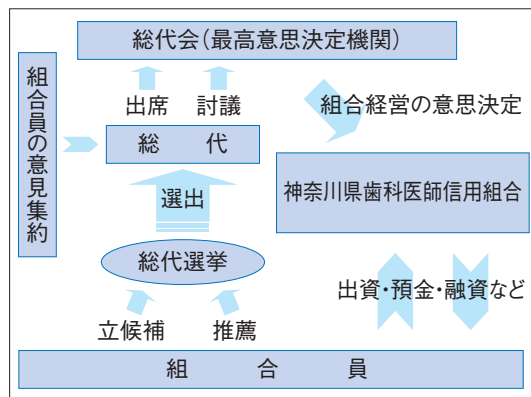 総代会(最高意思決定機関)
組合員の意見集約
出席
討議
組合経営の意思決定
総代
選出
神奈川県歯科医師信用組合
総代選挙
出資・預金・融資など
立候補
推薦
組合員